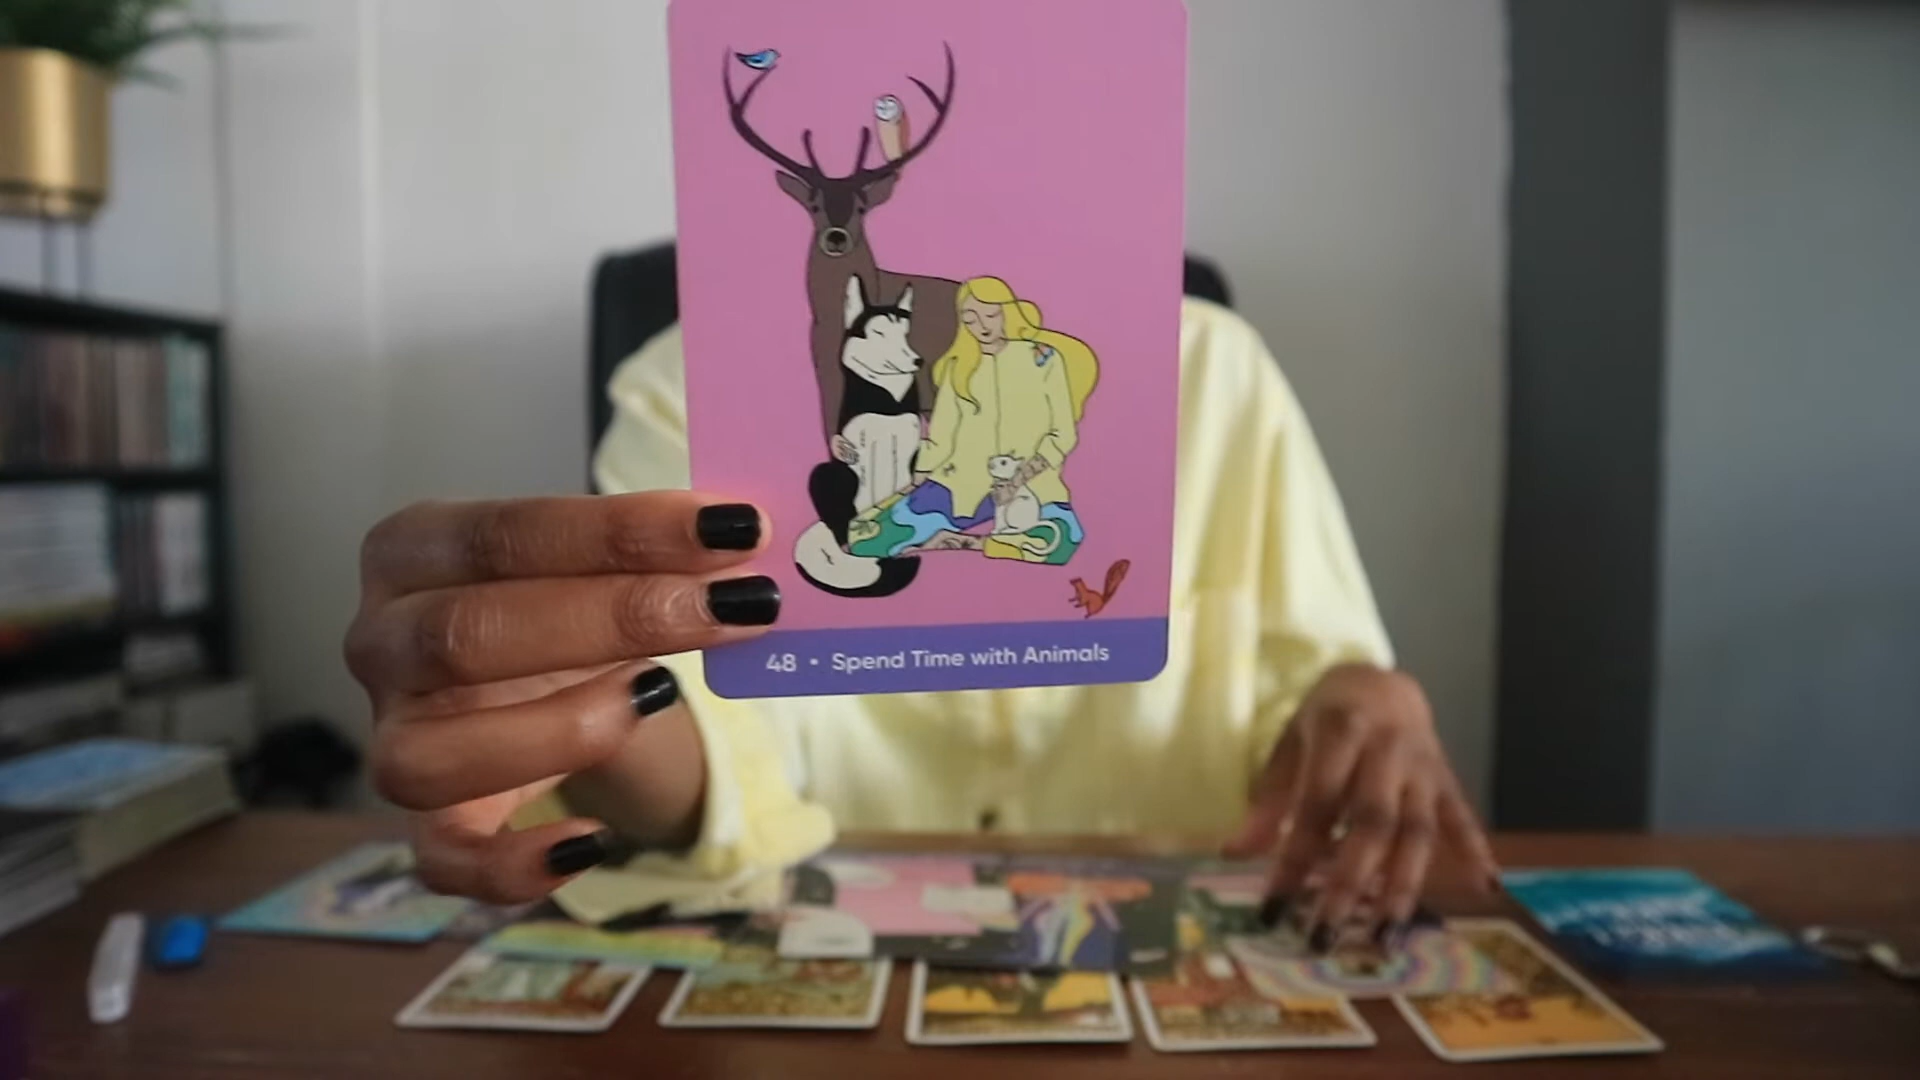 48 • Spend Time with Animals